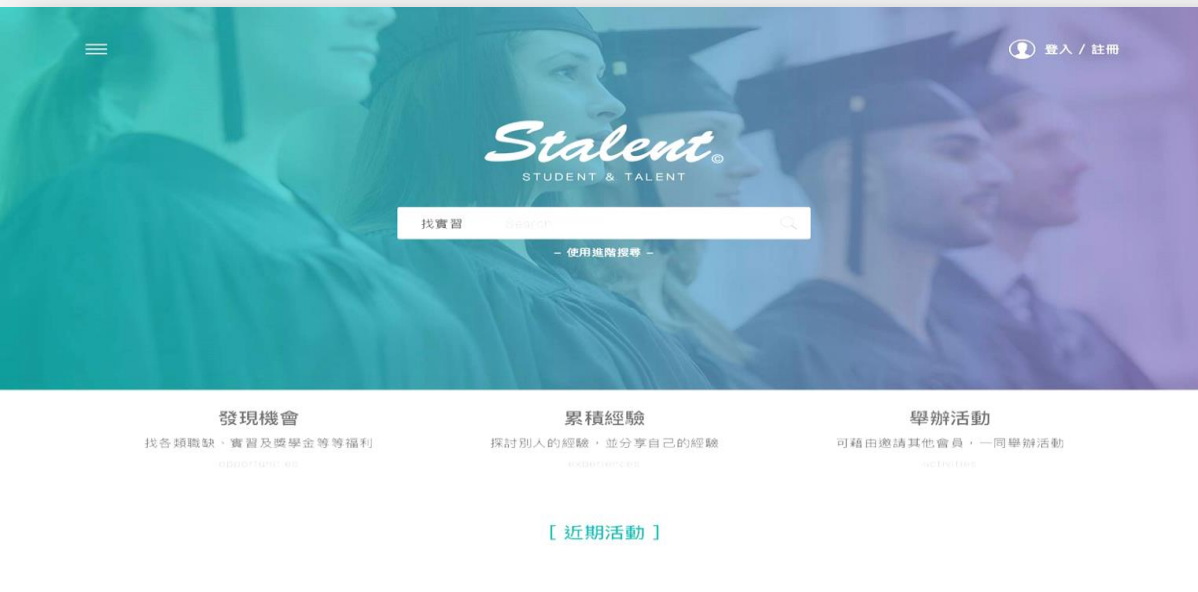 登入 / 註冊
Stalent©
STUDENT & TALENT
找實習 Search
– 使用進階搜尋 –
發現機會
找各類職缺、實習及獎學金等等福利
累積經驗
探討別人的經驗，並分享自己的經驗
舉辦活動
可藉由邀請其他會員，一同舉辦活動
[ 近期活動 ]